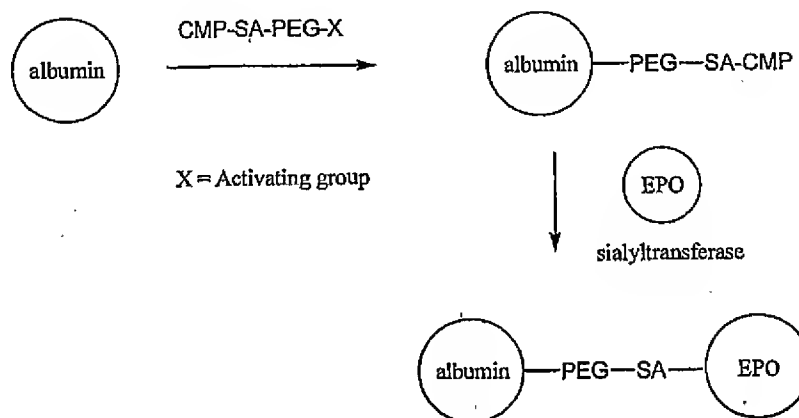 CMP-SA-PEG-X
albumin
albumin PEG SA-CMP
X = Activating group
EPO
sialyltransferase
albumin PEG SA EPO